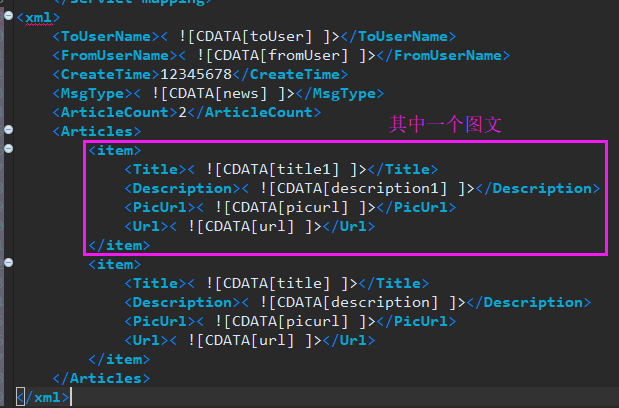 </servlet-mapping>
<xml>
<ToUserName>< ![CDATA[toUser] ]></ToUserName>
<FromUserName>< ![CDATA[fromUser] ]></FromUserName>
<CreateTime>12345678</CreateTime>
<MsgType>< ![CDATA[news] ]></MsgType>
<ArticleCount>2</ArticleCount>
<Articles>
其中一个图文
<item>
<Title>< ![CDATA[title1] ]></Title>
<Description>< ![CDATA[description1] ]></Description>
<PicUrl>< ![CDATA[picurl] ]></PicUrl>
<Url>< ![CDATA[url] ]></Url>
</item>
<item>
<Title>< ![CDATA[title] ]></Title>
<Description>< ![CDATA[description] ]></Description>
<PicUrl>< ![CDATA[picurl] ]></PicUrl>
<Url>< ![CDATA[url] ]></Url>
</item>
</Articles>
</xml>